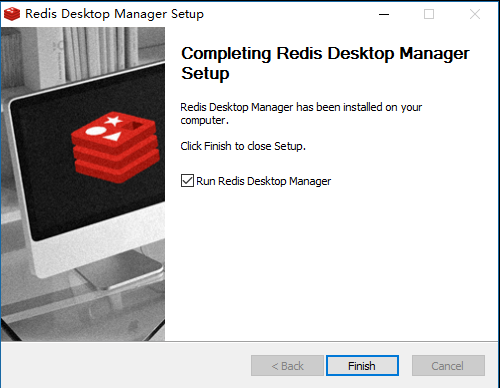 Redis Desktop Manager Setup
Completing Redis Desktop Manager
Setup
Redis Desktop Manager has been installed on your
computer.
Click Finish to close Setup.
Run Redis Desktop Manager
< Back
Finish
Cancel